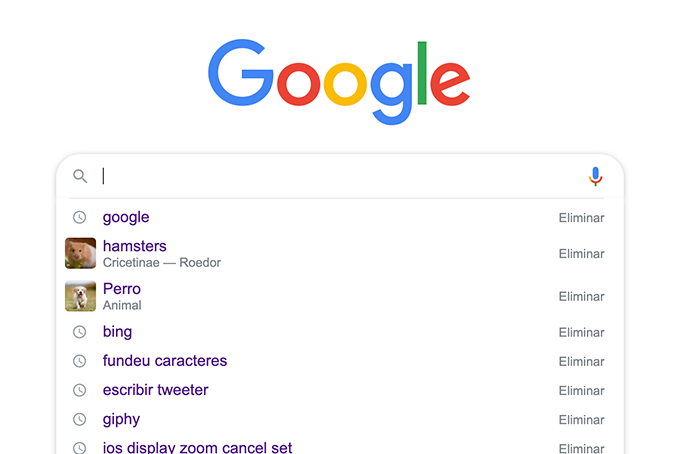 Google
google
Eliminar
hamsters
Cricetinae — Roedor
Eliminar
Perro
Animal
Eliminar
bing
Eliminar
fundeu caracteres
Eliminar
escribir tweeter
Eliminar
giphy
Eliminar
ios display zoom cancel set
Eliminar